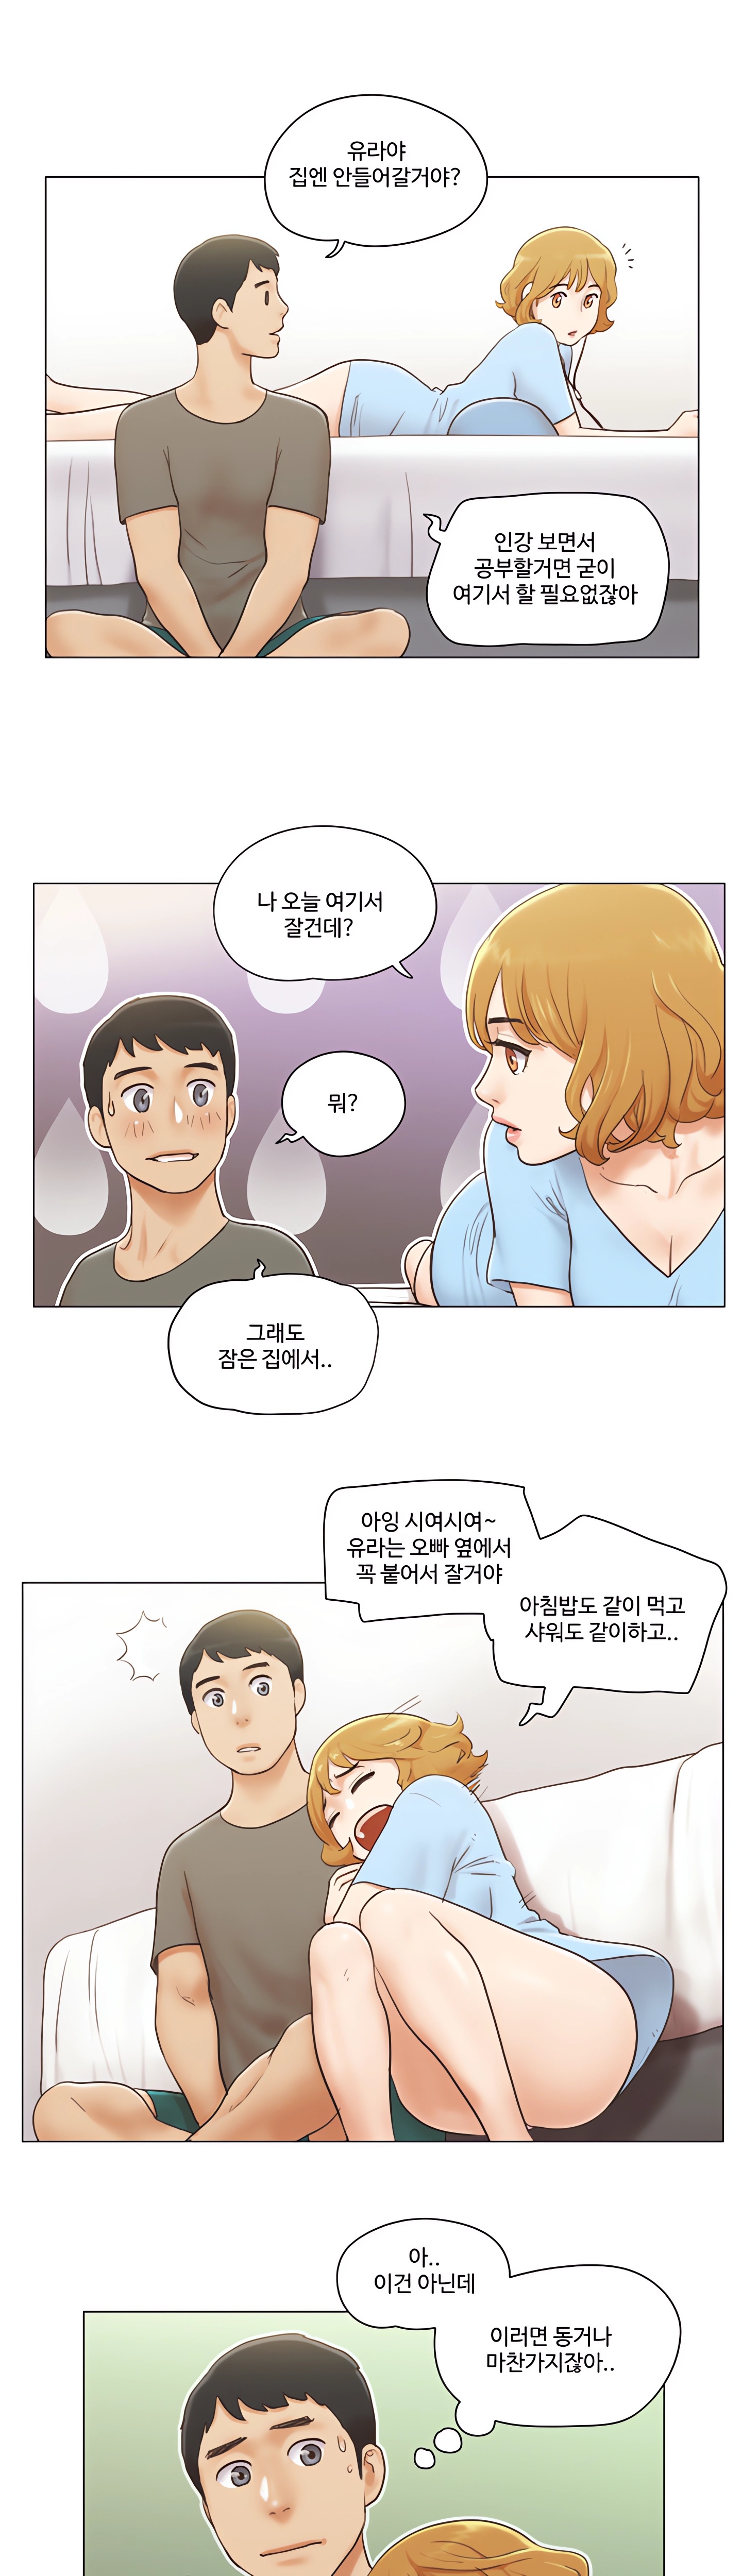 유라야
집엔 안들어갈거야?
인강 보면서
공부할거면 굳이
여기서 할 필요없잖아
나 오늘 여기서
잘건데?
뭐?
그래도
잠은 집에서..
아잉 시여시여~
유라는 오빠 옆에서
꼭 붙어서 잘거야
아침밥도 같이 먹고
샤워도 같이하고..
아..
이건 아닌데
이러면 동거나
마찬가지잖아..